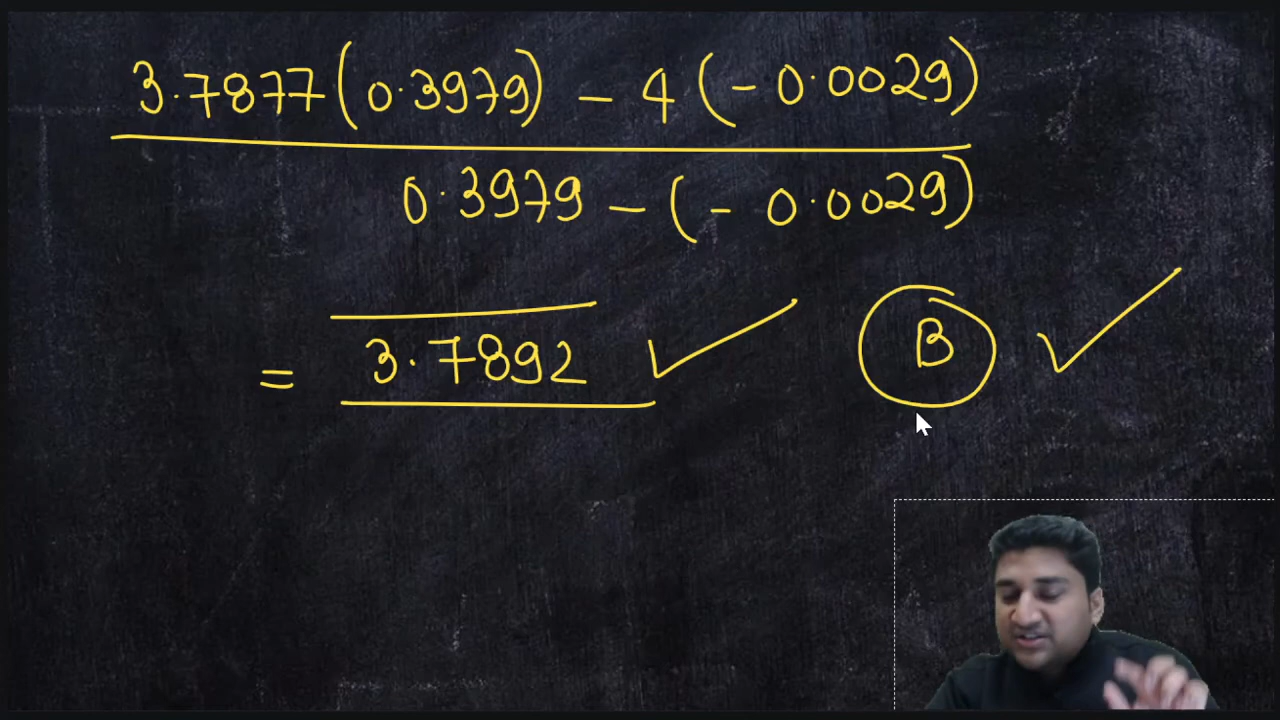 3.7877(0.3979) - 4(-0.0029)
0.3979 - (-0.0029)
= 3.7892 ✓ B ✓